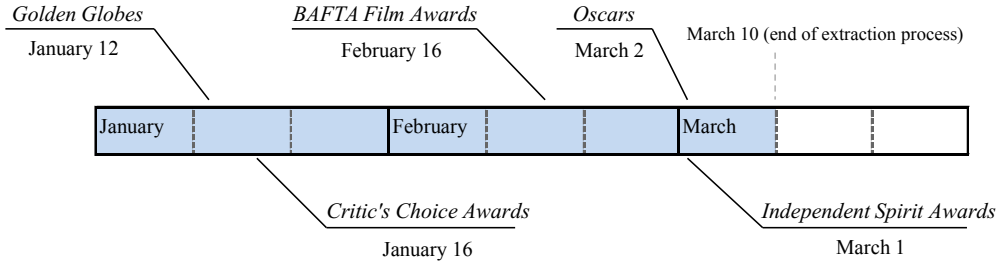 Golden Globes
January 12
BAFTA Film Awards
February 16
Oscars
March 2
March 10 (end of extraction process)
January
February
March
Critic's Choice Awards
January 16
Independent Spirit Awards
March 1